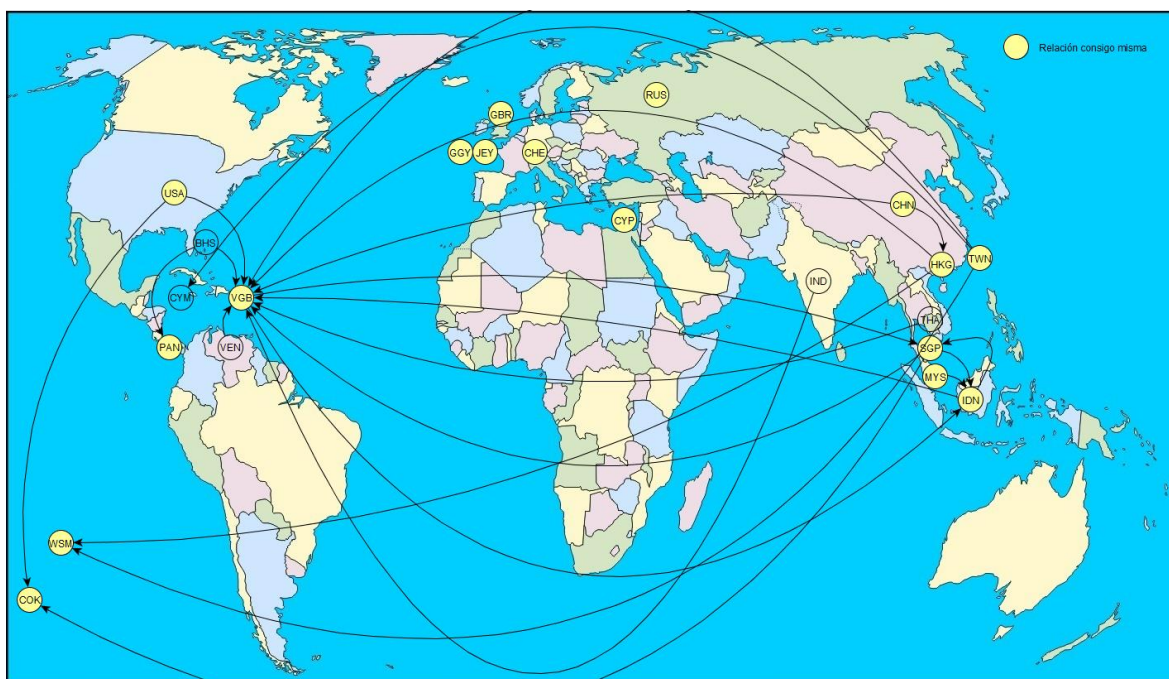 Relación consigo misma
RUS
GBR
GGY
JEY
CHE
USA
CHN
CYP
BHS
TWN
HKG
IND
CYM
VGB
THA
PAN
VEN
SGP
MYS
IDN
WSM
COK